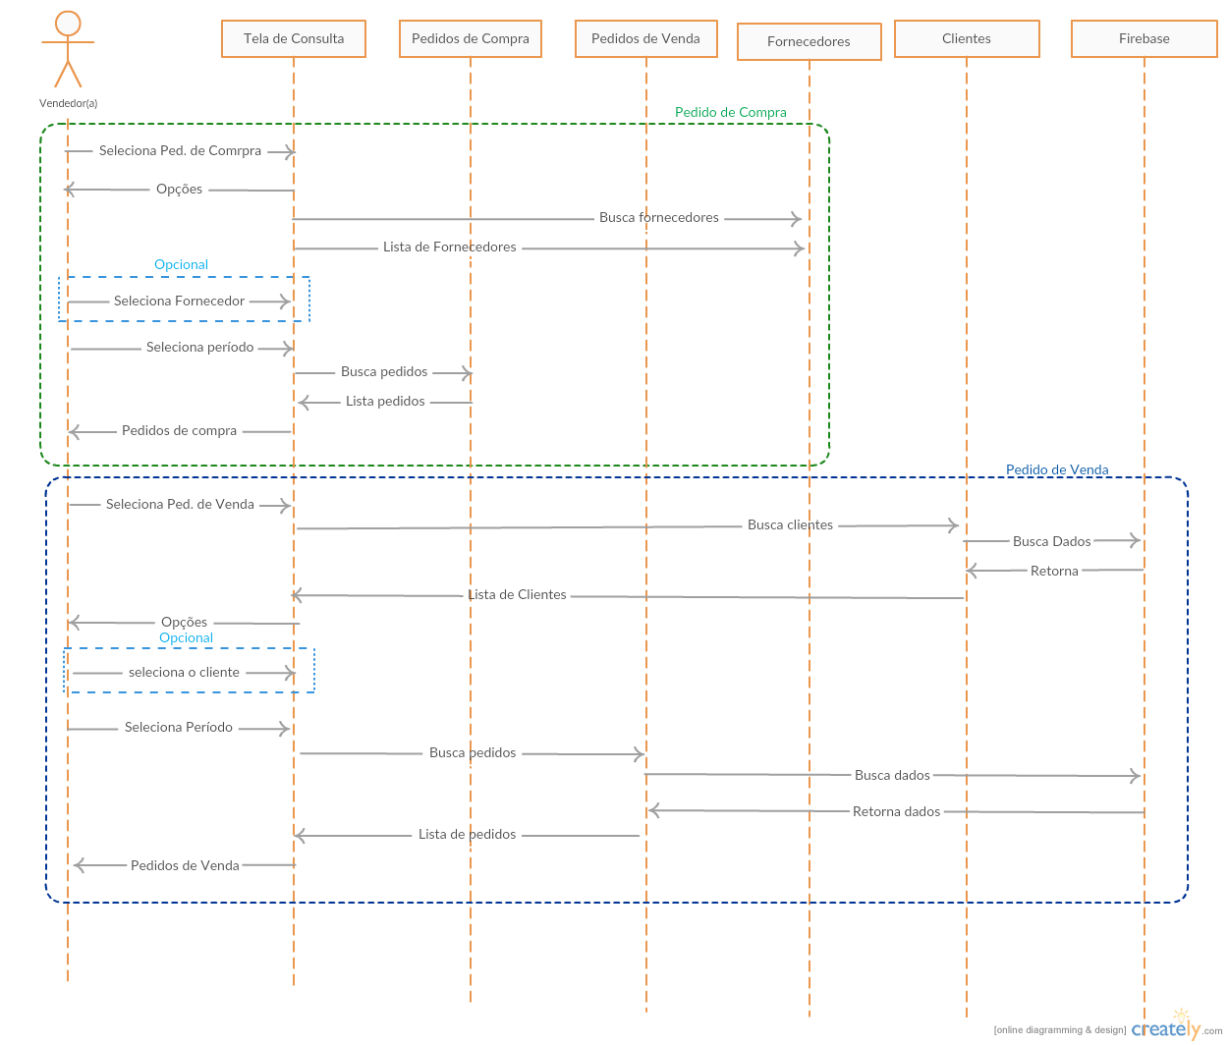 Tela de Consulta
Pedidos de Compra
Pedidos de Venda
Fornecedores
Clientes
Firebase
Vendedor(a)
Pedido de Compra
Seleciona Ped. de Comrpra
Opções
Busca fornecedores
Lista de Fornecedores
Opcional
Seleciona Fornecedor
Seleciona período
Busca pedidos
Lista pedidos
Pedidos de compra
Pedido de Venda
Seleciona Ped. de Venda
Busca clientes
Busca Dados
Retorna
Lista de Clientes
Opções
Opcional
seleciona o cliente
Seleciona Período
Busca pedidos
Busca dados
Retorna dados
Lista de pedidos
Pedidos de Venda
[online diagramming & design] creately.com